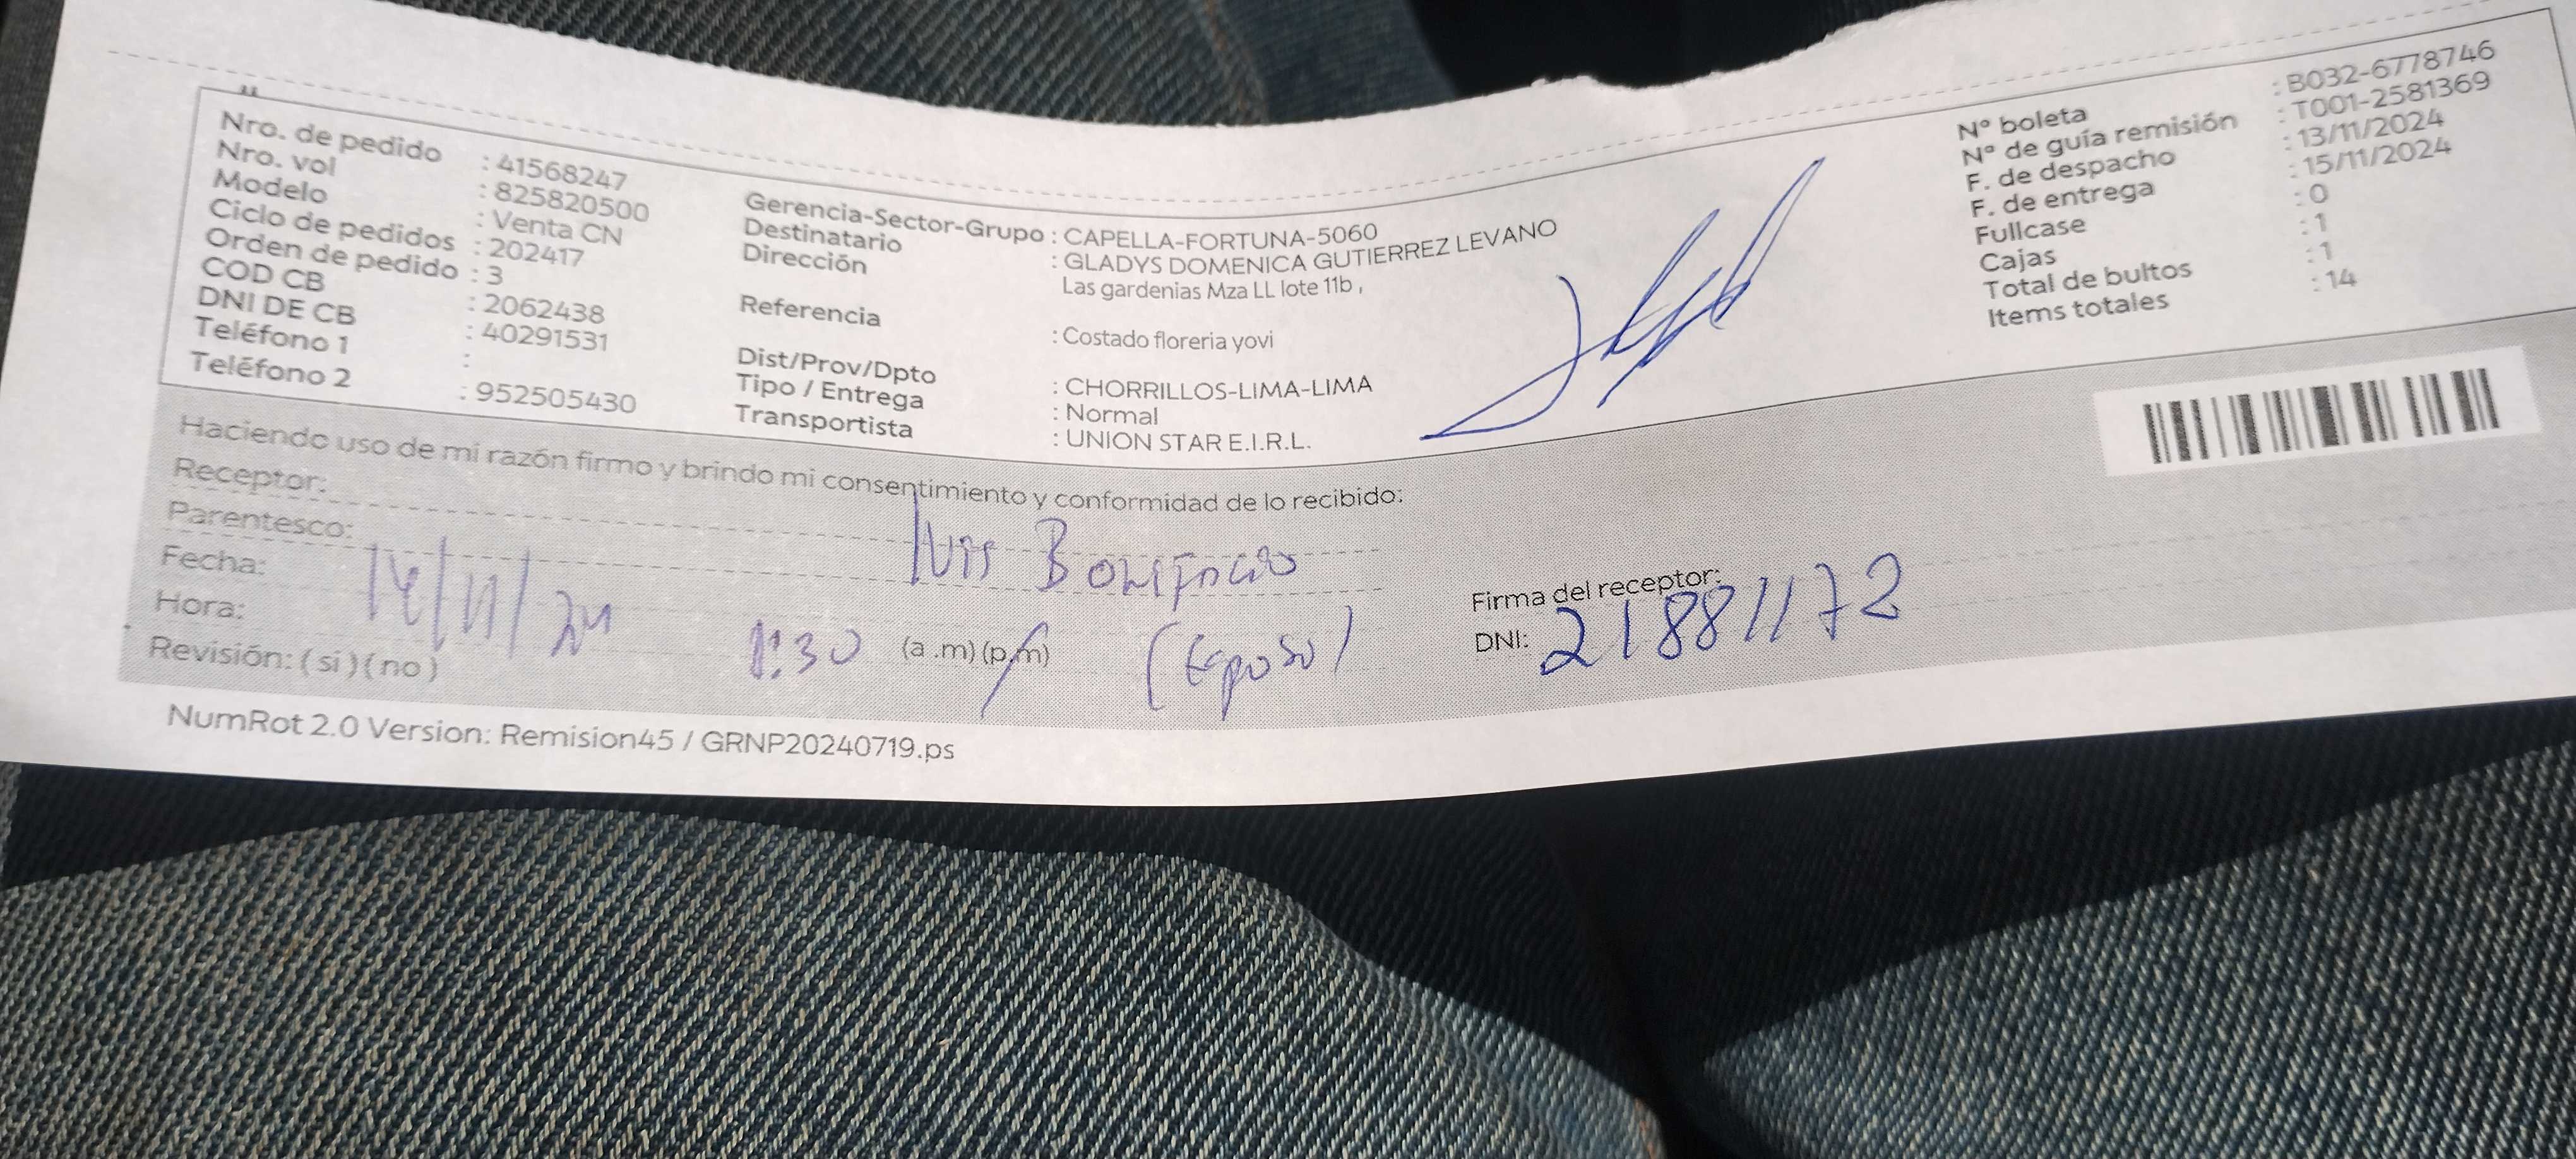 Nro. de pedido : 41568247
Nro. vol : 825820500
Modelo : Venta CN
Ciclo de pedidos : 202417
Orden de pedido : 3
COD CB : 2062438
DNI DE CB : 40291531
Teléfono 1 :
Teléfono 2 : 952505430
Gerencia-Sector-Grupo : CAPELLA-FORTUNA-5060
Destinatario : GLADYS DOMENICA GUTIERREZ LEVANO
Dirección Las gardenias Mza LL lote 11b ,
Referencia : Costado floreria yovi
Dist/Prov/Dpto : CHORRILLOS-LIMA-LIMA
Tipo / Entrega : Normal
Transportista : UNION STAR E.I.R.L.
N° boleta : B032-6778746
N° de guía remisión : T001-2581369
F. de despacho : 13/11/2024
F. de entrega : 15/11/2024
Fullcase : 0
Cajas : 1
Total de bultos : 1
Items totales : 14
Haciendo uso de mi razón firmo y brindo mi consentimiento y conformidad de lo recibido:
Receptor: luis Bonifacio
Parentesco: (Esposo)
Fecha: 14/11/24
Hora: 1:30 (a .m) (p.m)
Revisión: ( si ) ( no )
Firma del receptor:
DNI: 21881172
NumRot 2.0 Version: Remision45 / GRNP20240719.ps